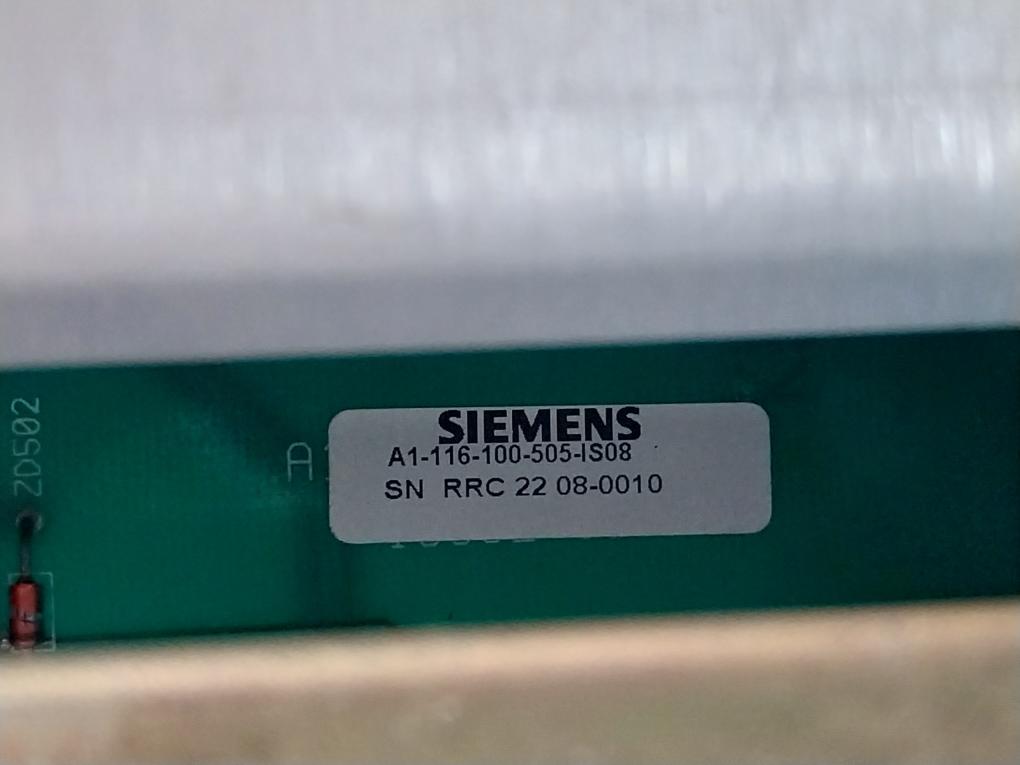 SIEMENS
A1-116-100-505-IS08
SN RRC 22 08-0010
ZD502